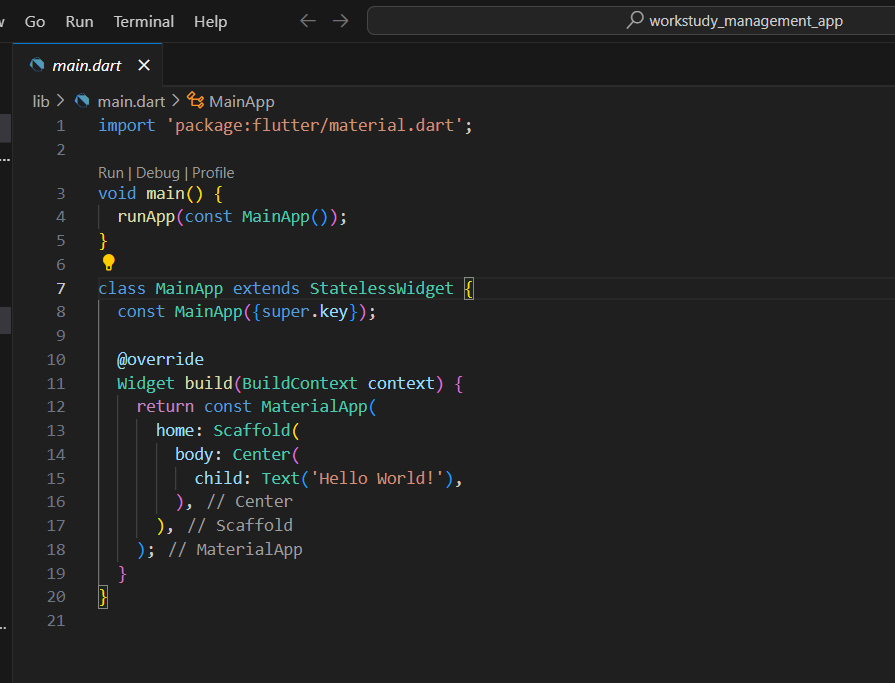 Go Run Terminal Help
workstudy_management_app
main.dart
lib > main.dart > MainApp
1 import 'package:flutter/material.dart';
2
Run | Debug | Profile
3 void main() {
4   runApp(const MainApp());
5 }
6
7 class MainApp extends StatelessWidget {
8   const MainApp({super.key});
9
10   @override
11   Widget build(BuildContext context) {
12     return const MaterialApp(
13       home: Scaffold(
14         body: Center(
15           child: Text('Hello World!'),
16         ), // Center
17       ), // Scaffold
18     ); // MaterialApp
19   }
20 }
21